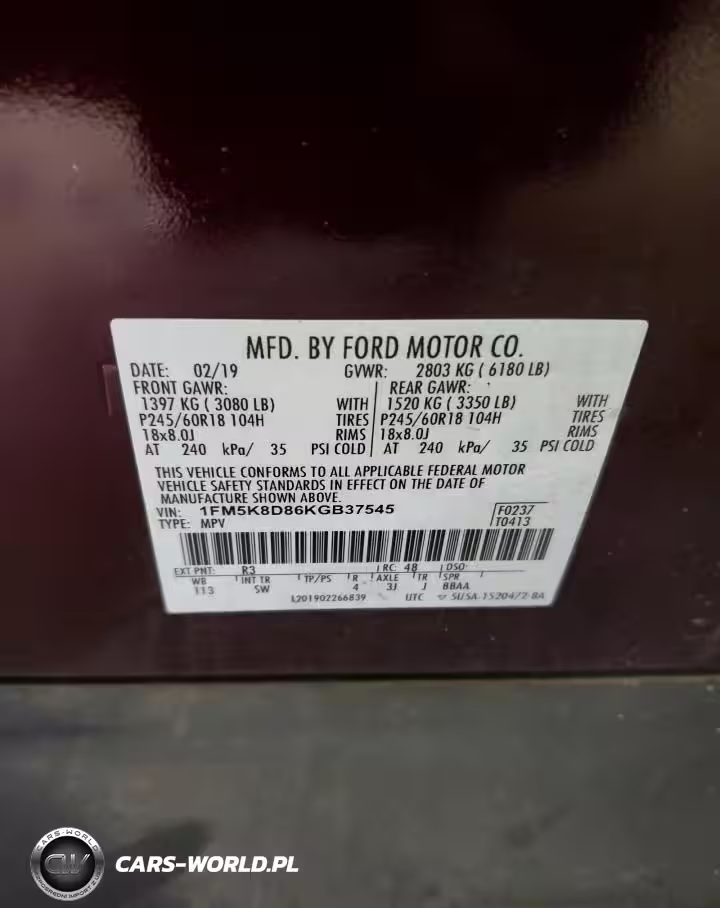 MFD. BY FORD MOTOR CO.
DATE: 02/19 GVWR: 2803 KG ( 6180 LB)
FRONT GAWR: REAR GAWR:
1397 KG ( 3080 LB) WITH 1520 KG ( 3350 LB) WITH
P245/60R18 104H TIRES P245/60R18 104H TIRES
18x8.0J RIMS 18x8.0J RIMS
AT 240 kPa/ 35 PSI COLD AT 240 kPa/ 35 PSI COLD
THIS VEHICLE CONFORMS TO ALL APPLICABLE FEDERAL MOTOR
VEHICLE SAFETY STANDARDS IN EFFECT ON THE DATE OF
MANUFACTURE SHOWN ABOVE.
VIN: 1FM5K8D86KGB37545 F0237
TYPE: MPV T0413
EXT PNT: R3 RC: 48 DSO:
WB INT TR TP/PS R AXLE TR SPR
113 SW 4 3J J BBAA
L201902266839 UTC
CARS-WORLD
CW
CARS-WORLD.PL